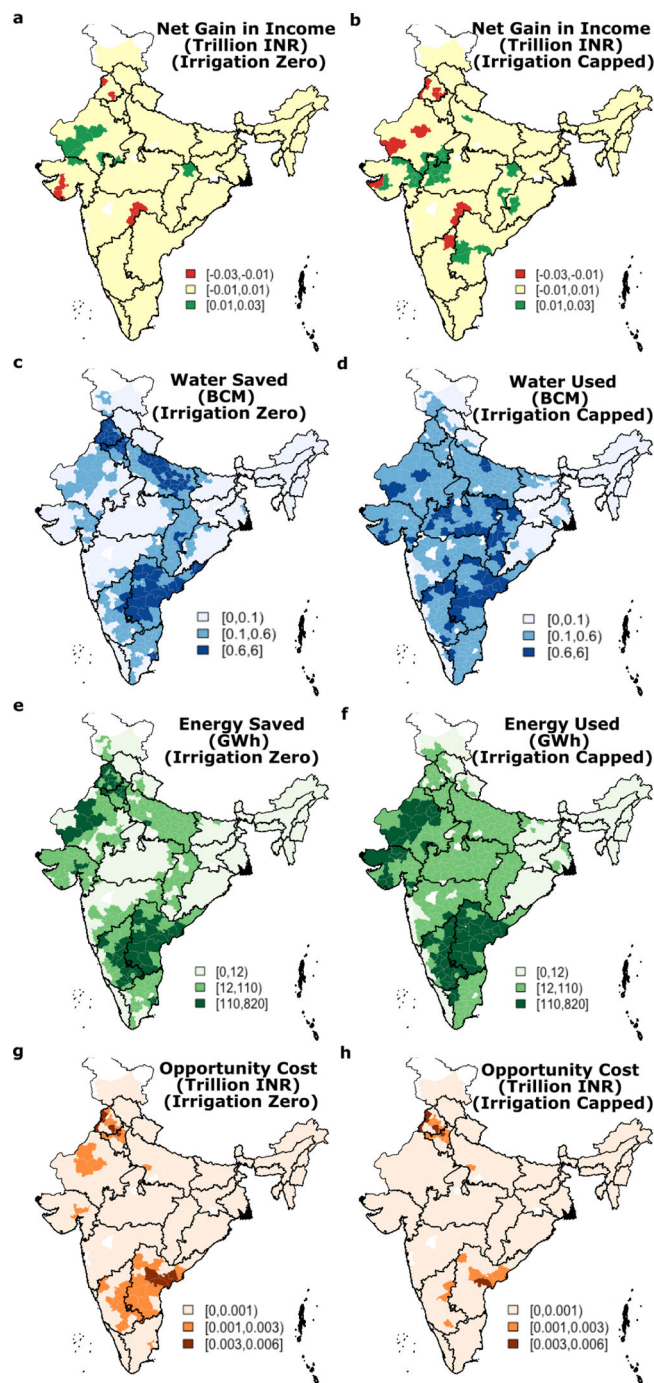 a
Net Gain in Income
(Trillion INR)
(Irrigation Zero)
[-0.03,-0.01)
[-0.01,0.01)
[0.01,0.03]
b
Net Gain in Income
(Trillion INR)
(Irrigation Capped)
[-0.03,-0.01)
[-0.01,0.01)
[0.01,0.03]
c
Water Saved
(BCM)
(Irrigation Zero)
[0,0.1)
[0.1,0.6)
[0.6,6]
d
Water Used
(BCM)
(Irrigation Capped)
[0,0.1)
[0.1,0.6)
[0.6,6]
e
Energy Saved
(GWh)
(Irrigation Zero)
[0,12)
[12,110)
[110,820]
f
Energy Used
(GWh)
(Irrigation Capped)
[0,12)
[12,110)
[110,820]
g
Opportunity Cost
(Trillion INR)
(Irrigation Zero)
[0,0.001)
[0.001,0.003)
[0.003,0.006]
h
Opportunity Cost
(Trillion INR)
(Irrigation Capped)
[0,0.001)
[0.001,0.003)
[0.003,0.006]